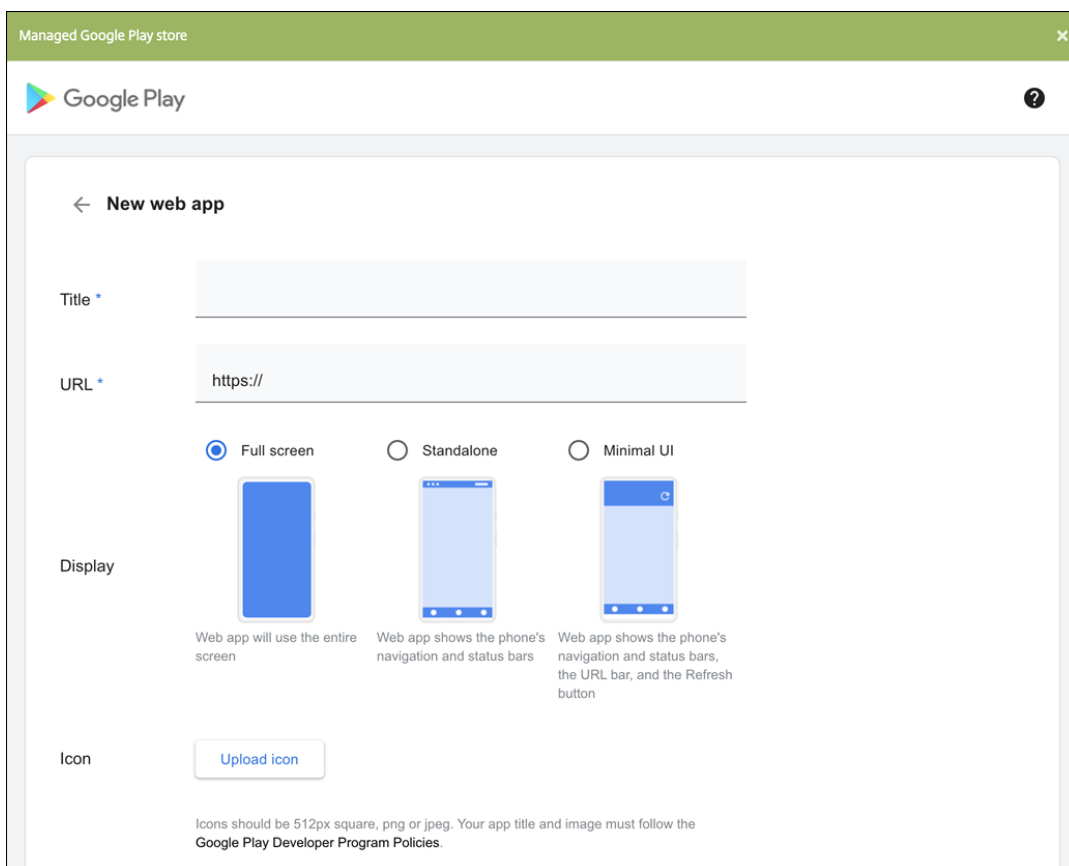 Managed Google Play store
Google Play
New web app
Title *
URL *
https://
Full screen
Standalone
Minimal UI
Display
Web app will use the entire
screen
Web app shows the phone's
navigation and status bars
Web app shows the phone's
navigation and status bars,
the URL bar, and the Refresh
button
Icon
Upload icon
Icons should be 512px square, png or jpeg. Your app title and image must follow the
Google Play Developer Program Policies.